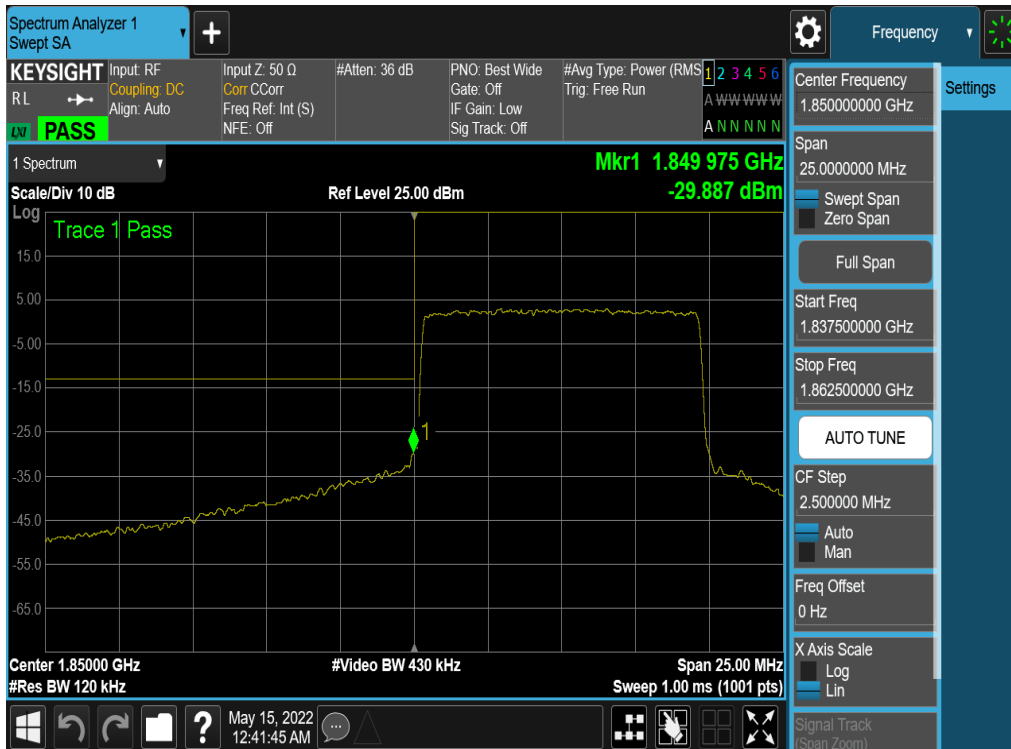 Spectrum Analyzer 1
Swept SA
+
Frequency
KEYSIGHT
R L
LXI
PASS
Input: RF
Coupling: DC
Align: Auto
Input Z: 50 Ω
Corr CCorr
Freq Ref: Int (S)
NFE: Off
#Atten: 36 dB
PNO: Best Wide
Gate: Off
IF Gain: Low
Sig Track: Off
#Avg Type: Power (RMS
Trig: Free Run
1 2 3 4 5 6
A W W W W W
A N N N N N
1 Spectrum
Scale/Div 10 dB
Log
Ref Level 25.00 dBm
Mkr1 1.849 975 GHz
-29.887 dBm
Trace 1 Pass
15.0
5.00
-5.00
-15.0
-25.0
-35.0
-45.0
-55.0
-65.0
1
Center 1.85000 GHz
#Res BW 120 kHz
#Video BW 430 kHz
Span 25.00 MHz
Sweep 1.00 ms (1001 pts)
?
May 15, 2022
12:41:45 AM
Center Frequency
1.850000000 GHz
Span
25.0000000 MHz
Swept Span
Zero Span
Full Span
Start Freq
1.837500000 GHz
Stop Freq
1.862500000 GHz
AUTO TUNE
CF Step
2.500000 MHz
Auto
Man
Freq Offset
0 Hz
X Axis Scale
Log
Lin
Signal Track
(Span Zoom)
Settings